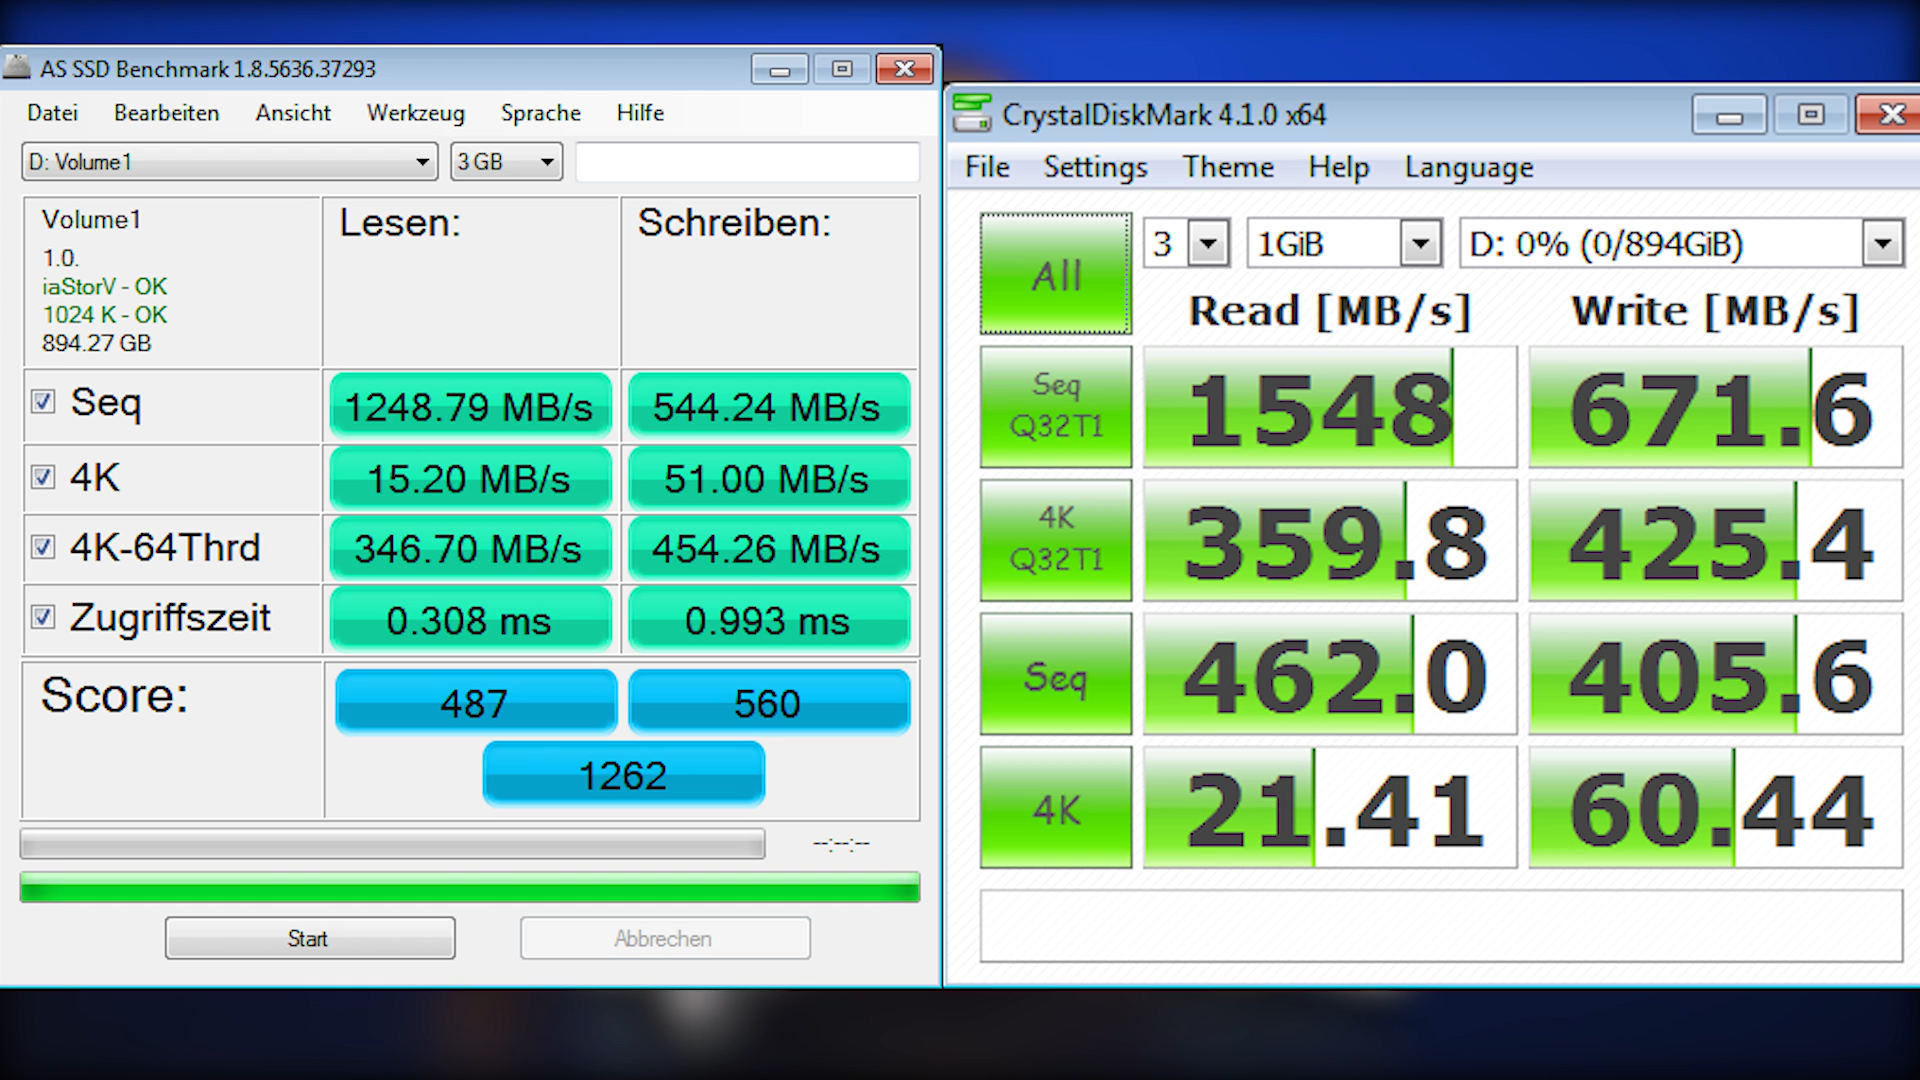 AS SSD Benchmark 1.8.5636.37293
Datei Bearbeiten Ansicht Werkzeug Sprache Hilfe
D: Volume1 3 GB
Volume1
1.0.
iaStorV - OK
1024 K - OK
894.27 GB
Lesen: Schreiben:
Seq 1248.79 MB/s 544.24 MB/s
4K 15.20 MB/s 51.00 MB/s
4K-64Thrd 346.70 MB/s 454.26 MB/s
Zugriffszeit 0.308 ms 0.993 ms
Score: 487 560
1262
--:--:--
Start Abbrechen
CrystalDiskMark 4.1.0 x64
File Settings Theme Help Language
All 3 1GiB D: 0% (0/894GiB)
Read [MB/s] Write [MB/s]
Seq
Q32T1 1548 671.6
4K
Q32T1 359.8 425.4
Seq 462.0 405.6
4K 21.41 60.44